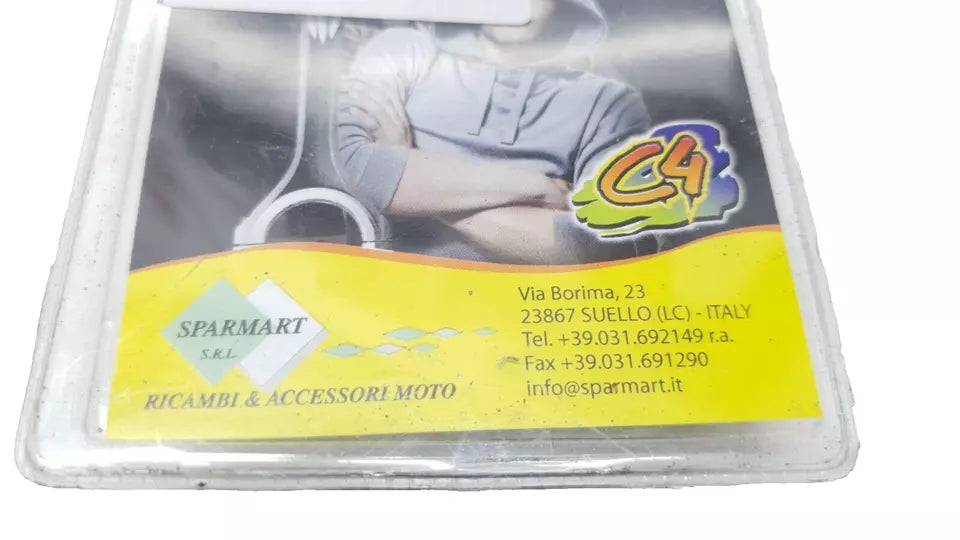 C4
SPARMART
S.R.L.
RICAMBI & ACCESSORI MOTO
Via Borima, 23
23867 SUELLO (LC) - ITALY
Tel. +39.031.692149 r.a.
Fax +39.031.691290
info@sparmart.it